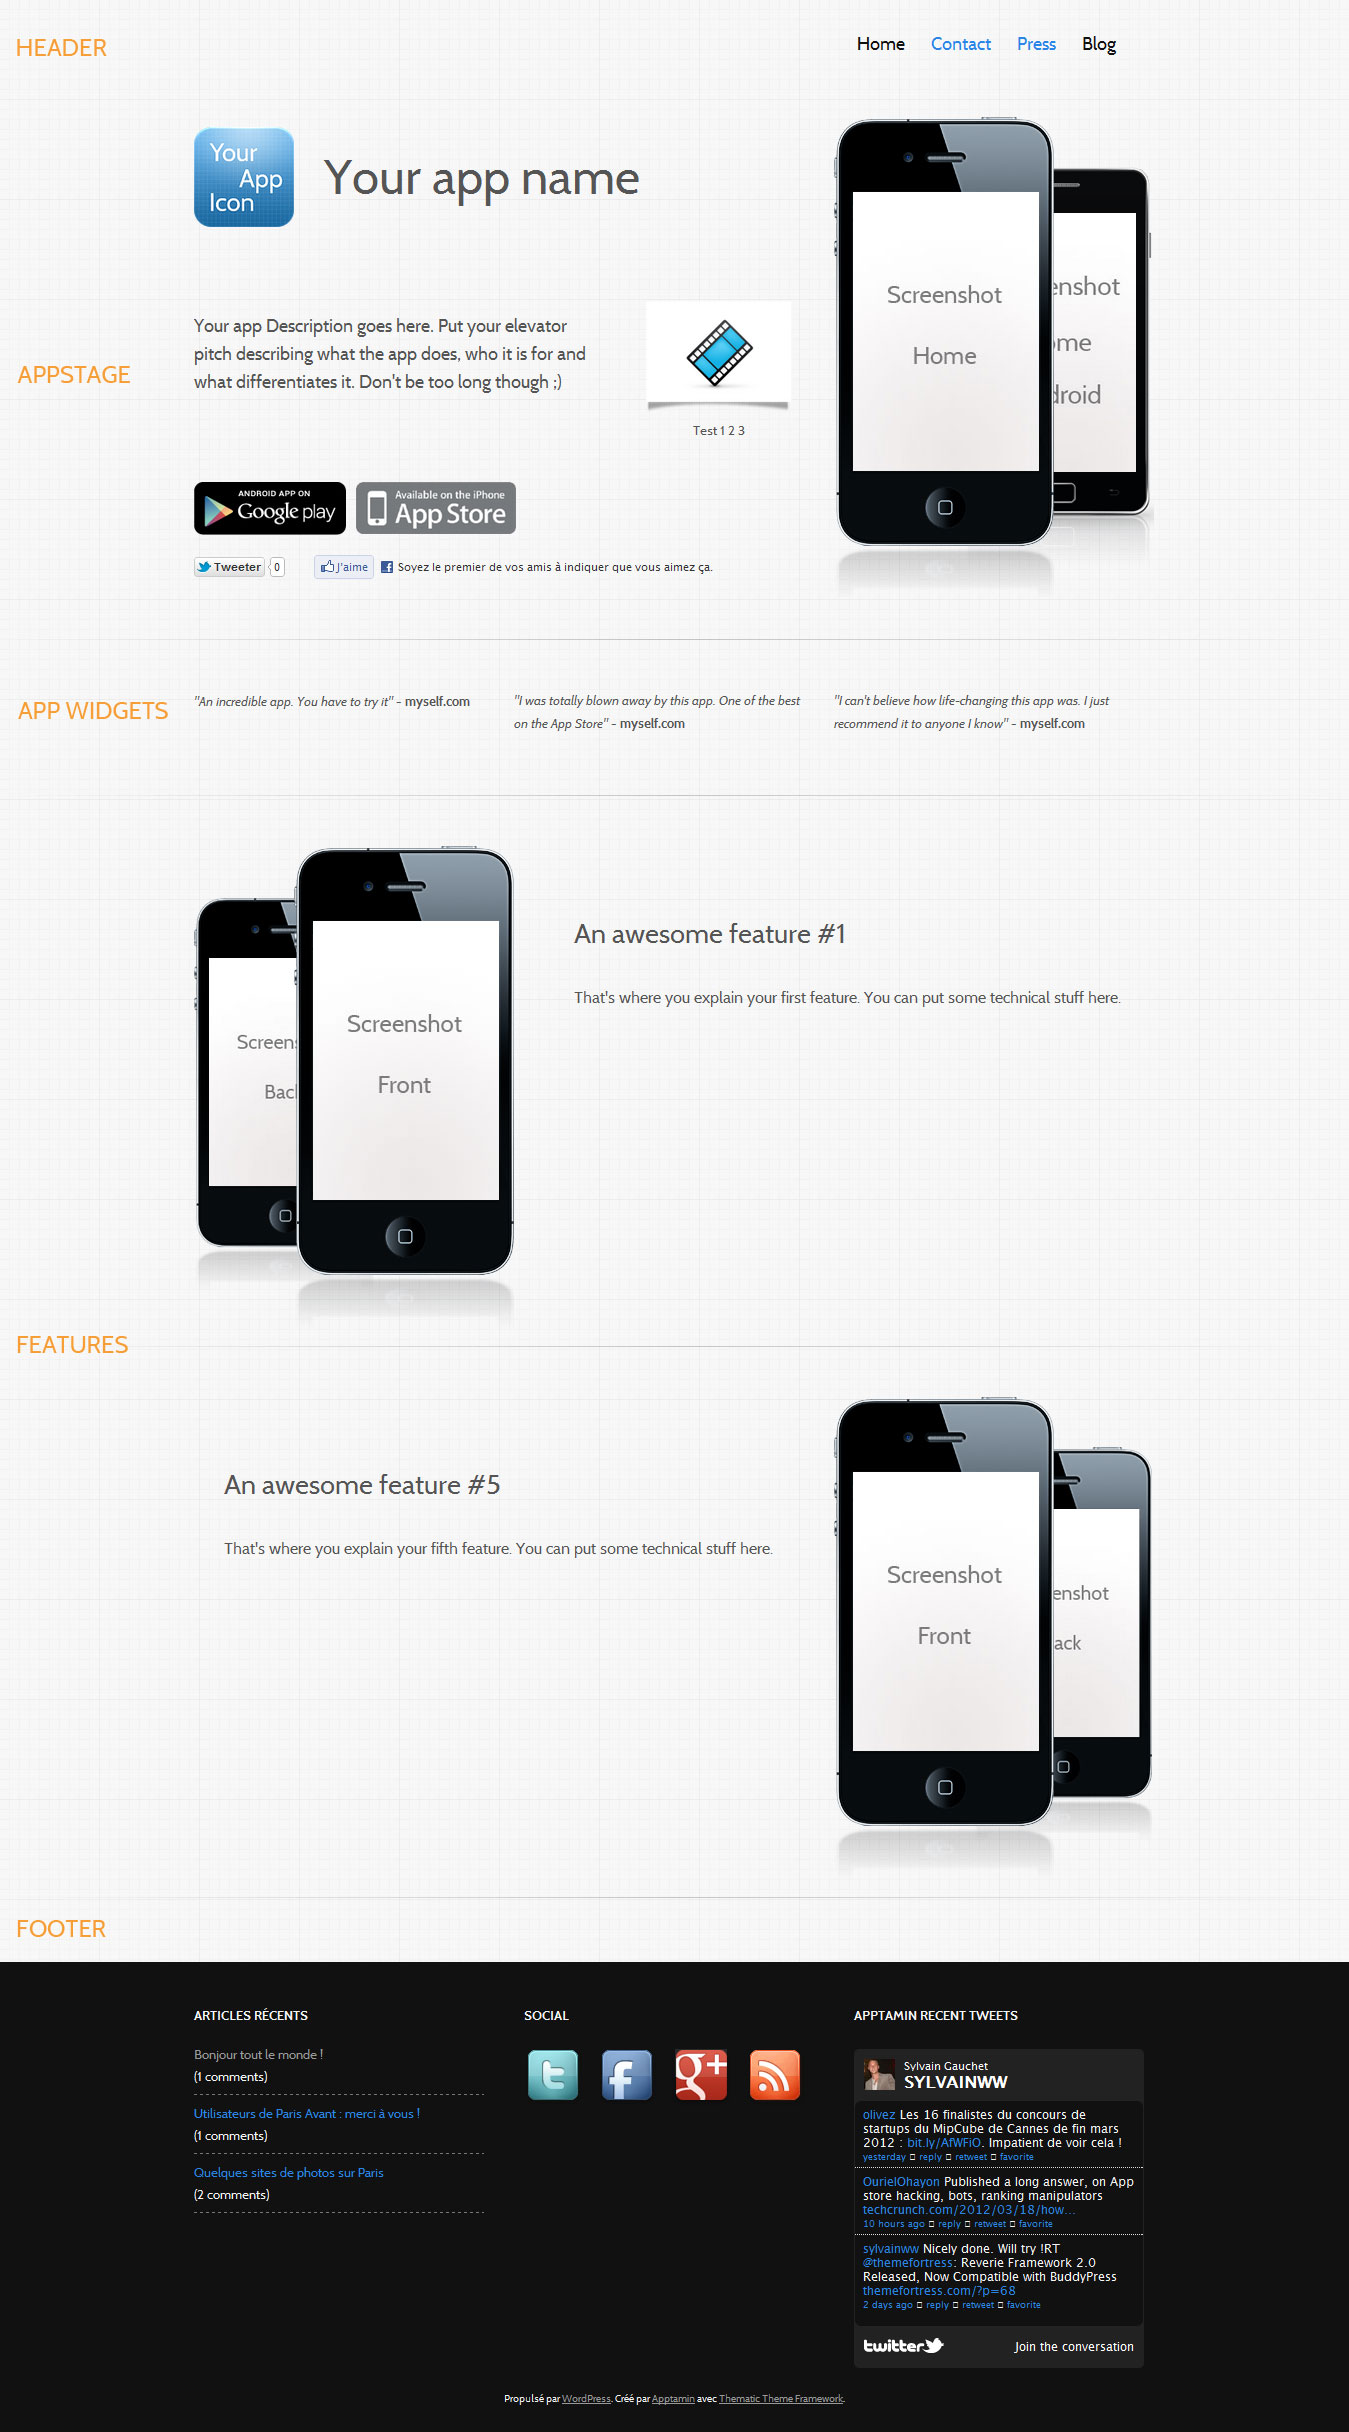 HEADER
Home Contact Press Blog
Your
App
Icon
Your app name
Screenshot
Home
enshot
ome
droid
APPSTAGE
Your app Description goes here. Put your elevator
pitch describing what the app does, who it is for and
what differentiates it. Don't be too long though ;)
Test 1 2 3
ANDROID APP ON
Google play
Available on the iPhone
App Store
Tweeter 0
J'aime Soyez le premier de vos amis à indiquer que vous aimez ça.
APP WIDGETS
"An incredible app. You have to try it" - myself.com
"I was totally blown away by this app. One of the best
on the App Store" - myself.com
"I can't believe how life-changing this app was. I just
recommend it to anyone I know" - myself.com
Screens
Back
Screenshot
Front
An awesome feature #1
That's where you explain your first feature. You can put some technical stuff here.
FEATURES
An awesome feature #5
That's where you explain your fifth feature. You can put some technical stuff here.
Screenshot
Front
enshot
ack
FOOTER
ARTICLES RÉCENTS
Bonjour tout le monde !
(1 comments)
Utilisateurs de Paris Avant : merci à vous !
(1 comments)
Quelques sites de photos sur Paris
(2 comments)
SOCIAL
t f g+
APPTAMIN RECENT TWEETS
Sylvain Gauchet
SYLVAINWW
olivez Les 16 finalistes du concours de
startups du MipCube de Cannes de fin mars
2012 : bit.ly/AfWFiO. Impatient de voir cela !
yesterday reply retweet favorite
OurielOhayon Published a long answer, on App
store hacking, bots, ranking manipulators
techcrunch.com/2012/03/18/how...
10 hours ago reply retweet favorite
sylvainww Nicely done. Will try !RT
@themefortress: Reverie Framework 2.0
Released, Now Compatible with BuddyPress
themefortress.com/?p=68
2 days ago reply retweet favorite
twitter Join the conversation
Propulsé par WordPress. Créé par Apptamin avec Thematic Theme Framework.